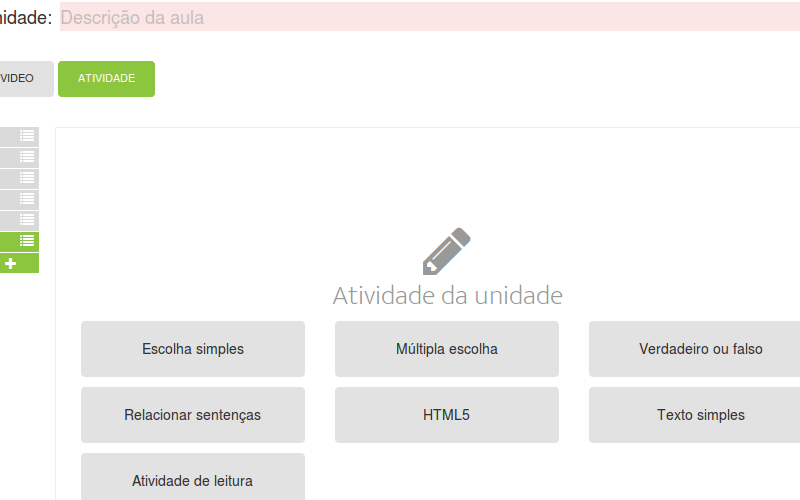 nidade: Descrição da aula
VIDEO ATIVIDADE
Atividade da unidade
Escolha simples Múltipla escolha Verdadeiro ou falso
Relacionar sentenças HTML5 Texto simples
Atividade de leitura